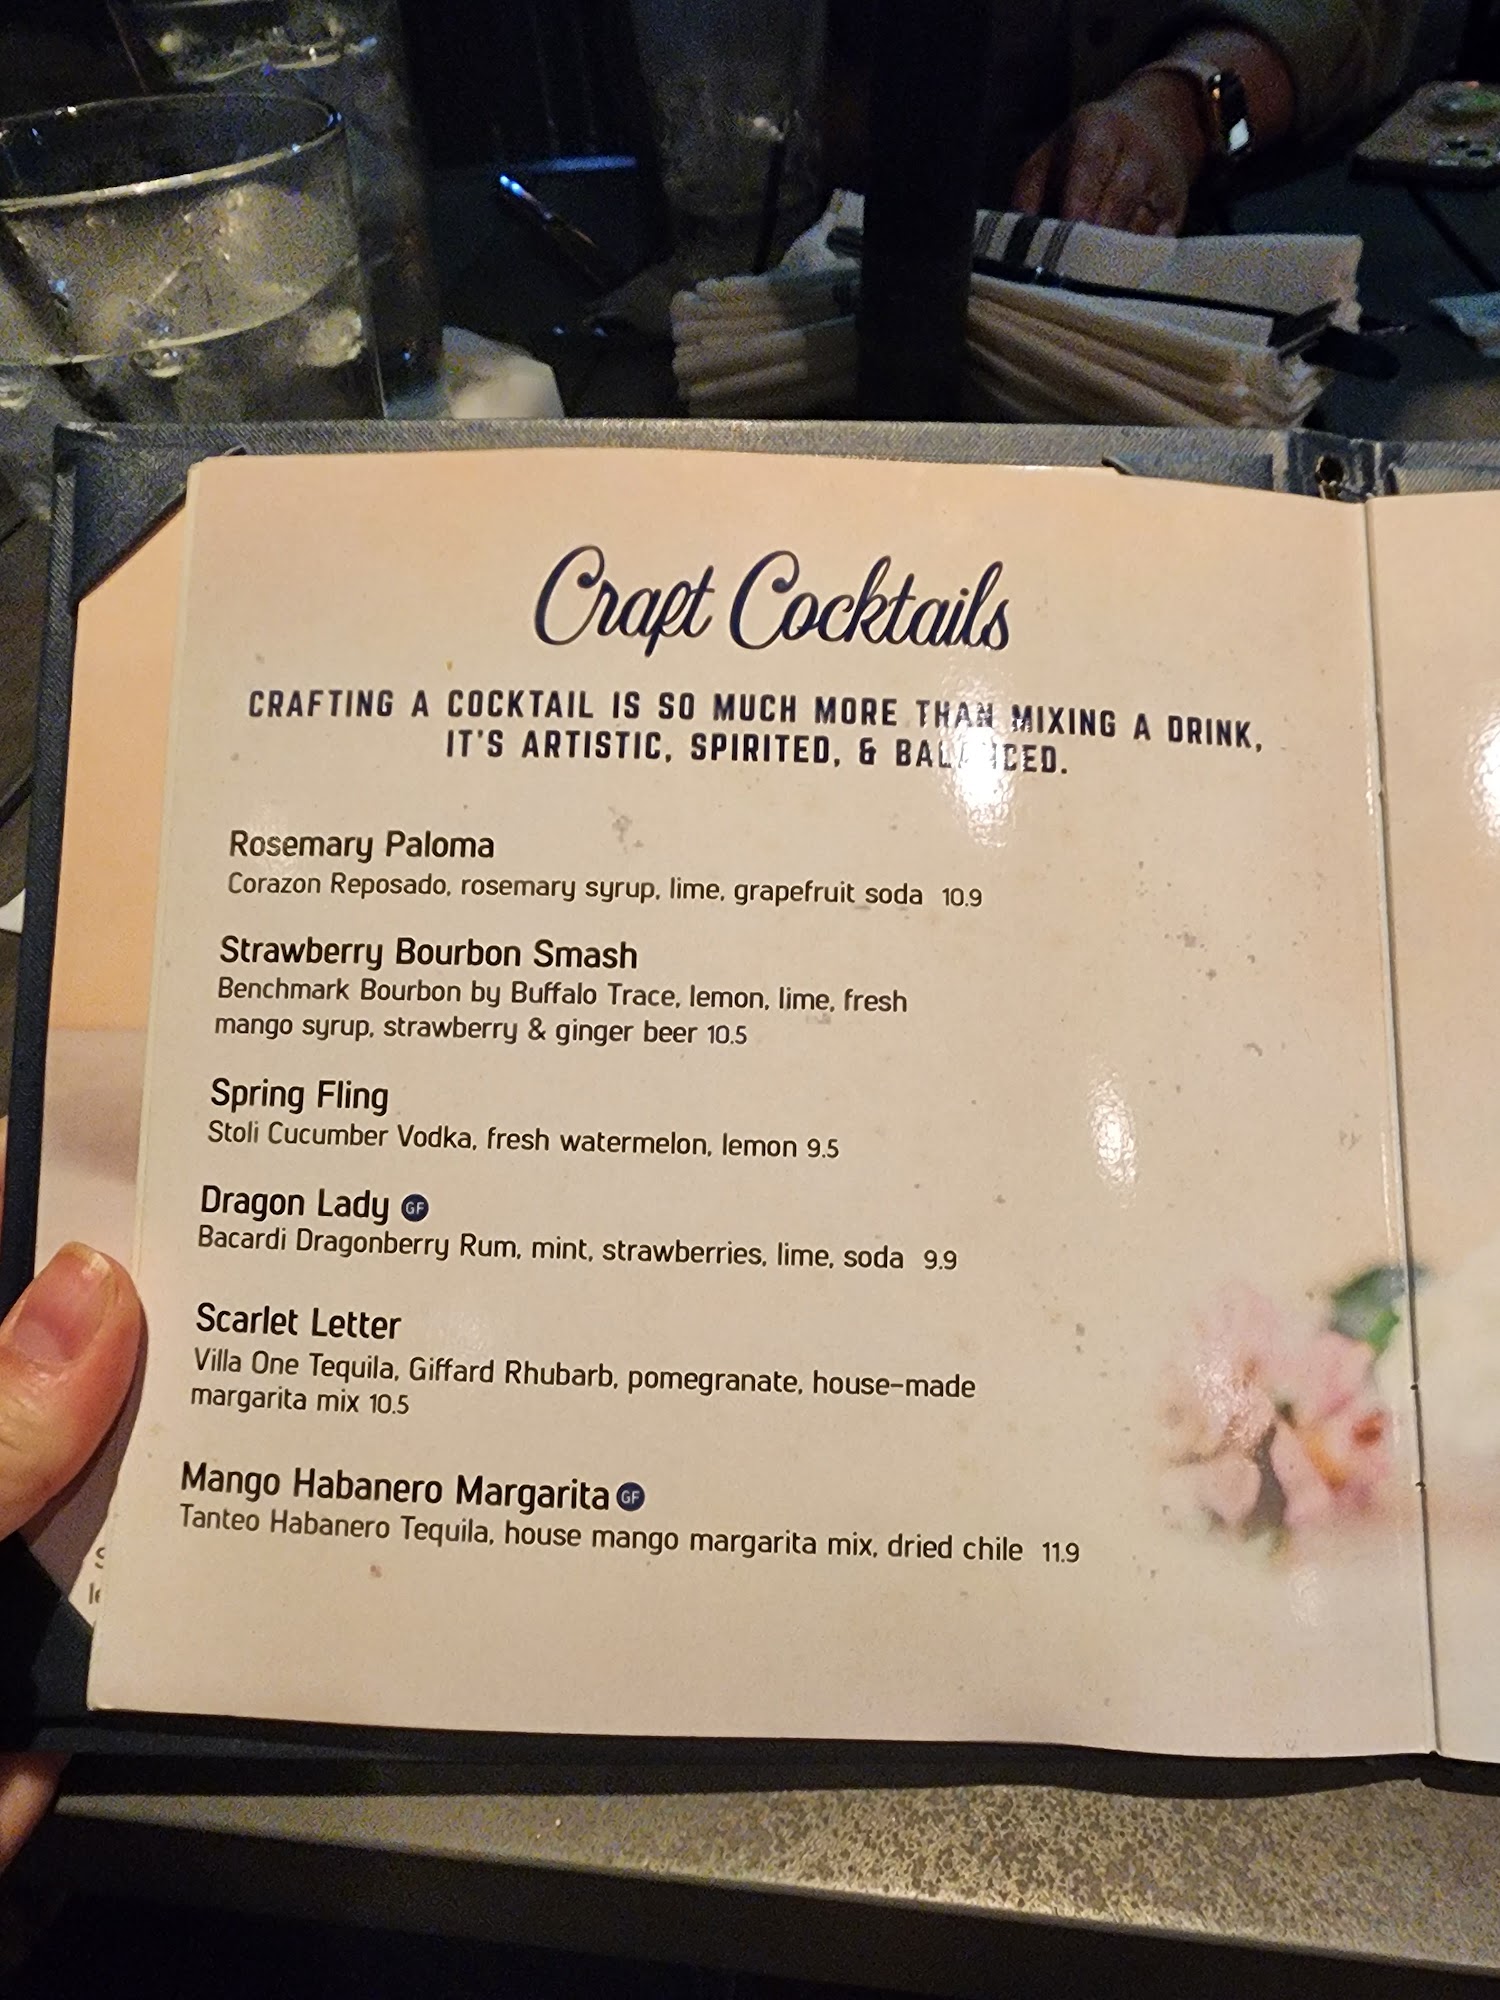 Craft Cocktails
CRAFTING A COCKTAIL IS SO MUCH MORE THAN MIXING A DRINK,
IT'S ARTISTIC, SPIRITED, & BALANCED.
Rosemary Paloma
Corazon Reposado, rosemary syrup, lime, grapefruit soda 10.9
Strawberry Bourbon Smash
Benchmark Bourbon by Buffalo Trace, lemon, lime, fresh
mango syrup, strawberry & ginger beer 10.5
Spring Fling
Stoli Cucumber Vodka, fresh watermelon, lemon 9.5
Dragon Lady GF
Bacardi Dragonberry Rum, mint, strawberries, lime, soda 9.9
Scarlet Letter
Villa One Tequila, Giffard Rhubarb, pomegranate, house-made
margarita mix 10.5
Mango Habanero Margarita GF
Tanteo Habanero Tequila, house mango margarita mix, dried chile 11.9